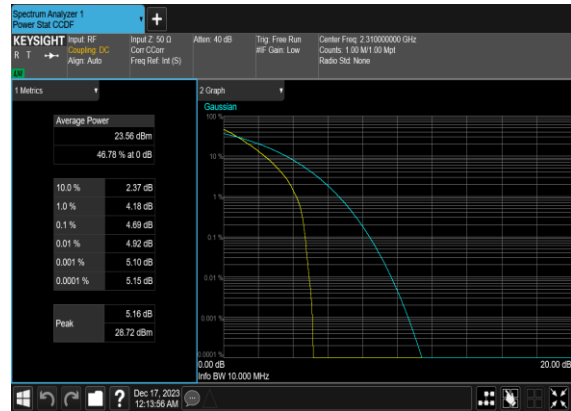 Spectrum Analyzer 1
Power Stat CCDF
KEYSIGHT
R T
LW
Input: RF
Coupling: DC
Align: Auto
Input Z: 50 Ω
Corr CCorr
Freq Ref: Int (S)
Atten: 40 dB
Trig: Free Run
#IF Gain: Low
Center Freq: 2.310000000 GHz
Counts: 1.00 M/1.00 Mpt
Radio Std: None
1 Metrics
Average Power
23.56 dBm
46.78 % at 0 dB
10.0 % 2.37 dB
1.0 % 4.18 dB
0.1 % 4.69 dB
0.01 % 4.92 dB
0.001 % 5.10 dB
0.0001 % 5.15 dB
Peak
5.16 dB
28.72 dBm
2 Graph
Gaussian
100 %
10 %
1 %
0.1 %
0.01 %
0.001 %
0.0001 %
0.00 dB
20.00 dB
Info BW 10.000 MHz
?
Dec 17, 2023
12:13:56 AM